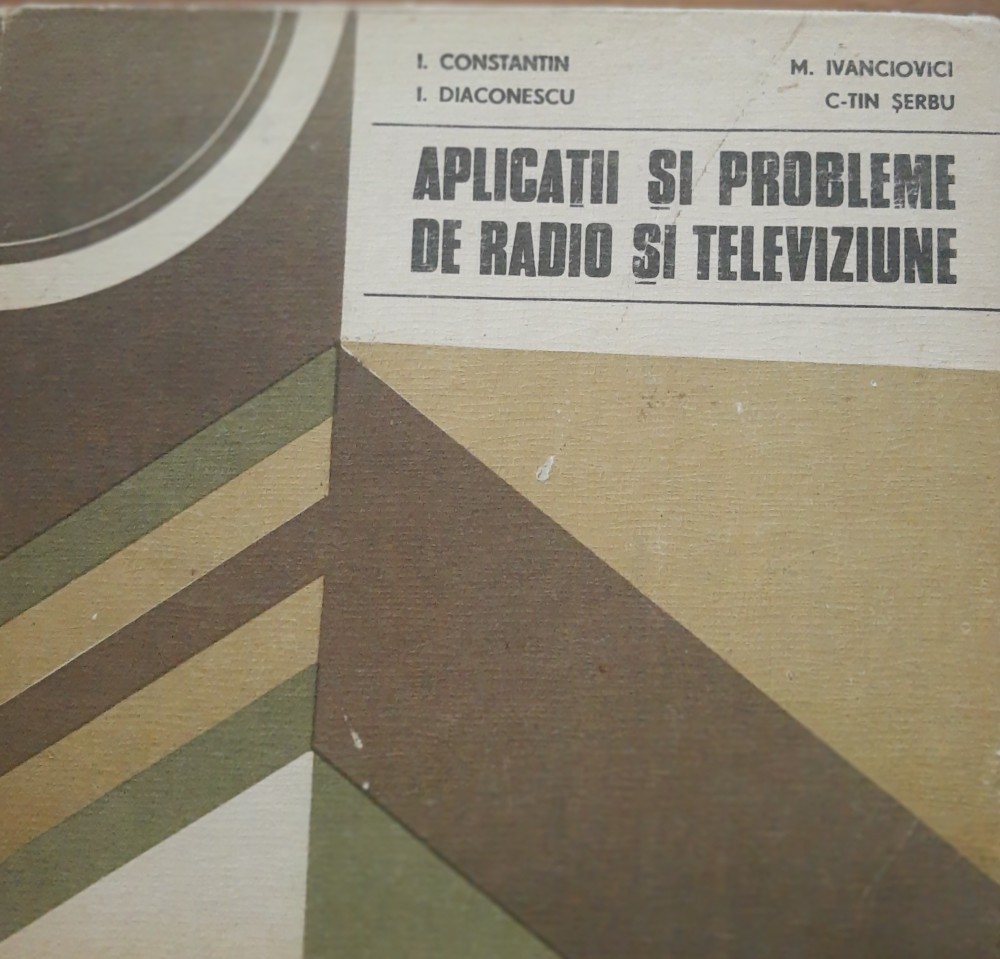 I. CONSTANTIN
I. DIACONESCU
M. IVANCIOVICI
C-TIN ȘERBU
APLICAȚII ȘI PROBLEME
DE RADIO ȘI TELEVIZIUNE